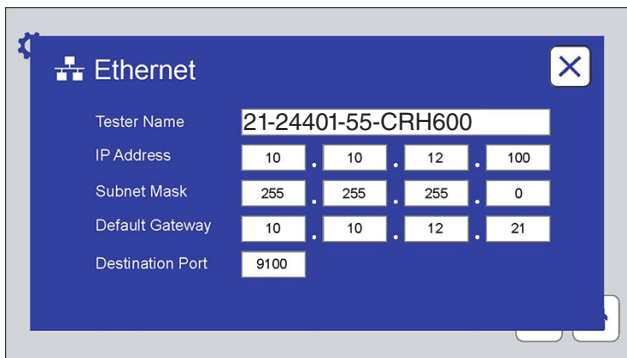 Ethernet
Tester Name 21-24401-55-CRH600
IP Address 10 . 10 . 12 . 100
Subnet Mask 255 . 255 . 255 . 0
Default Gateway 10 . 10 . 12 . 21
Destination Port 9100